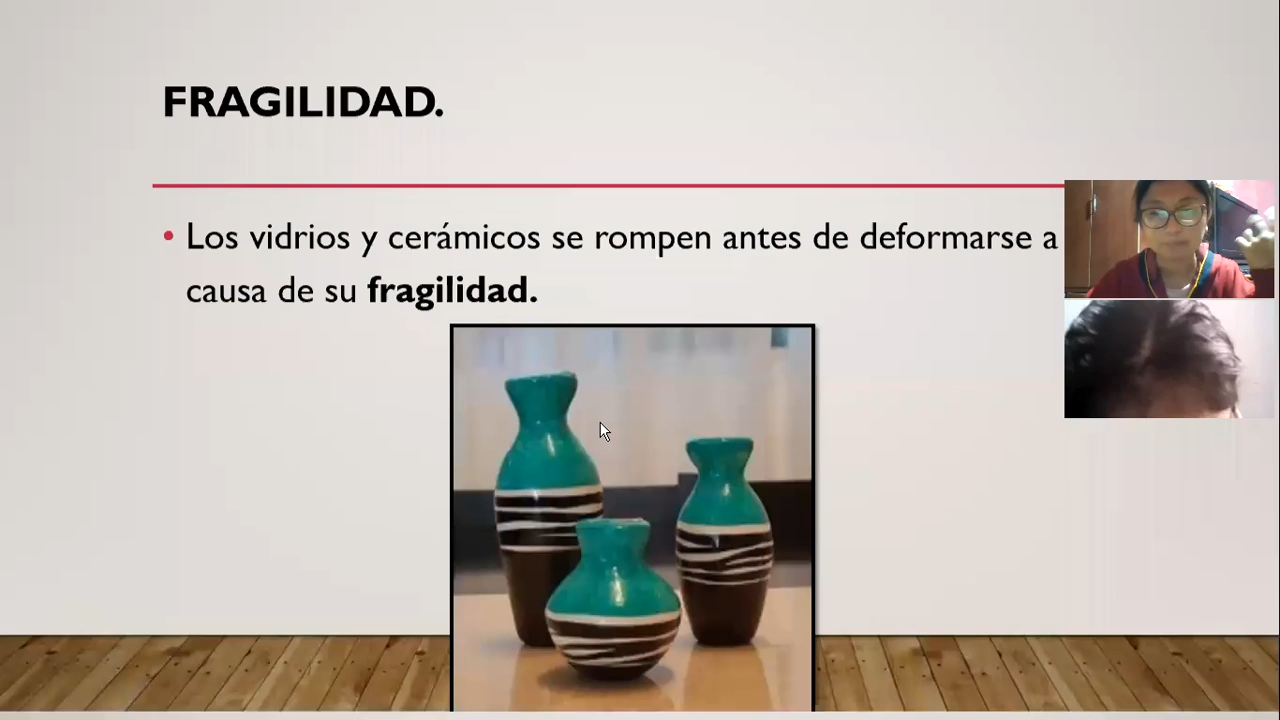 FRAGILIDAD.
• Los vidrios y cerámicos se rompen antes de deformarse a
causa de su fragilidad.